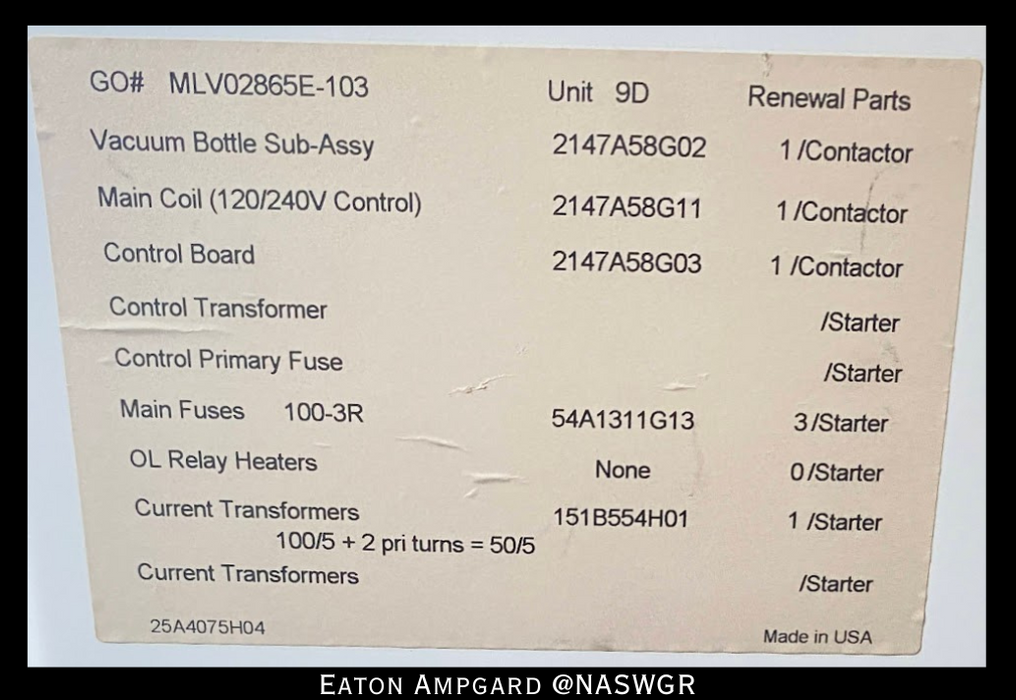 GO# MLV02865E-103 Unit 9D Renewal Parts
Vacuum Bottle Sub-Assy 2147A58G02 1 /Contactor
Main Coil (120/240V Control) 2147A58G11 1 /Contactor
Control Board 2147A58G03 1 /Contactor
Control Transformer /Starter
Control Primary Fuse /Starter
Main Fuses 100-3R 54A1311G13 3 /Starter
OL Relay Heaters None 0 /Starter
Current Transformers 151B554H01 1 /Starter
100/5 + 2 pri turns = 50/5
Current Transformers /Starter
25A4075H04 Made in USA
EATON AMPGARD @NASWGR